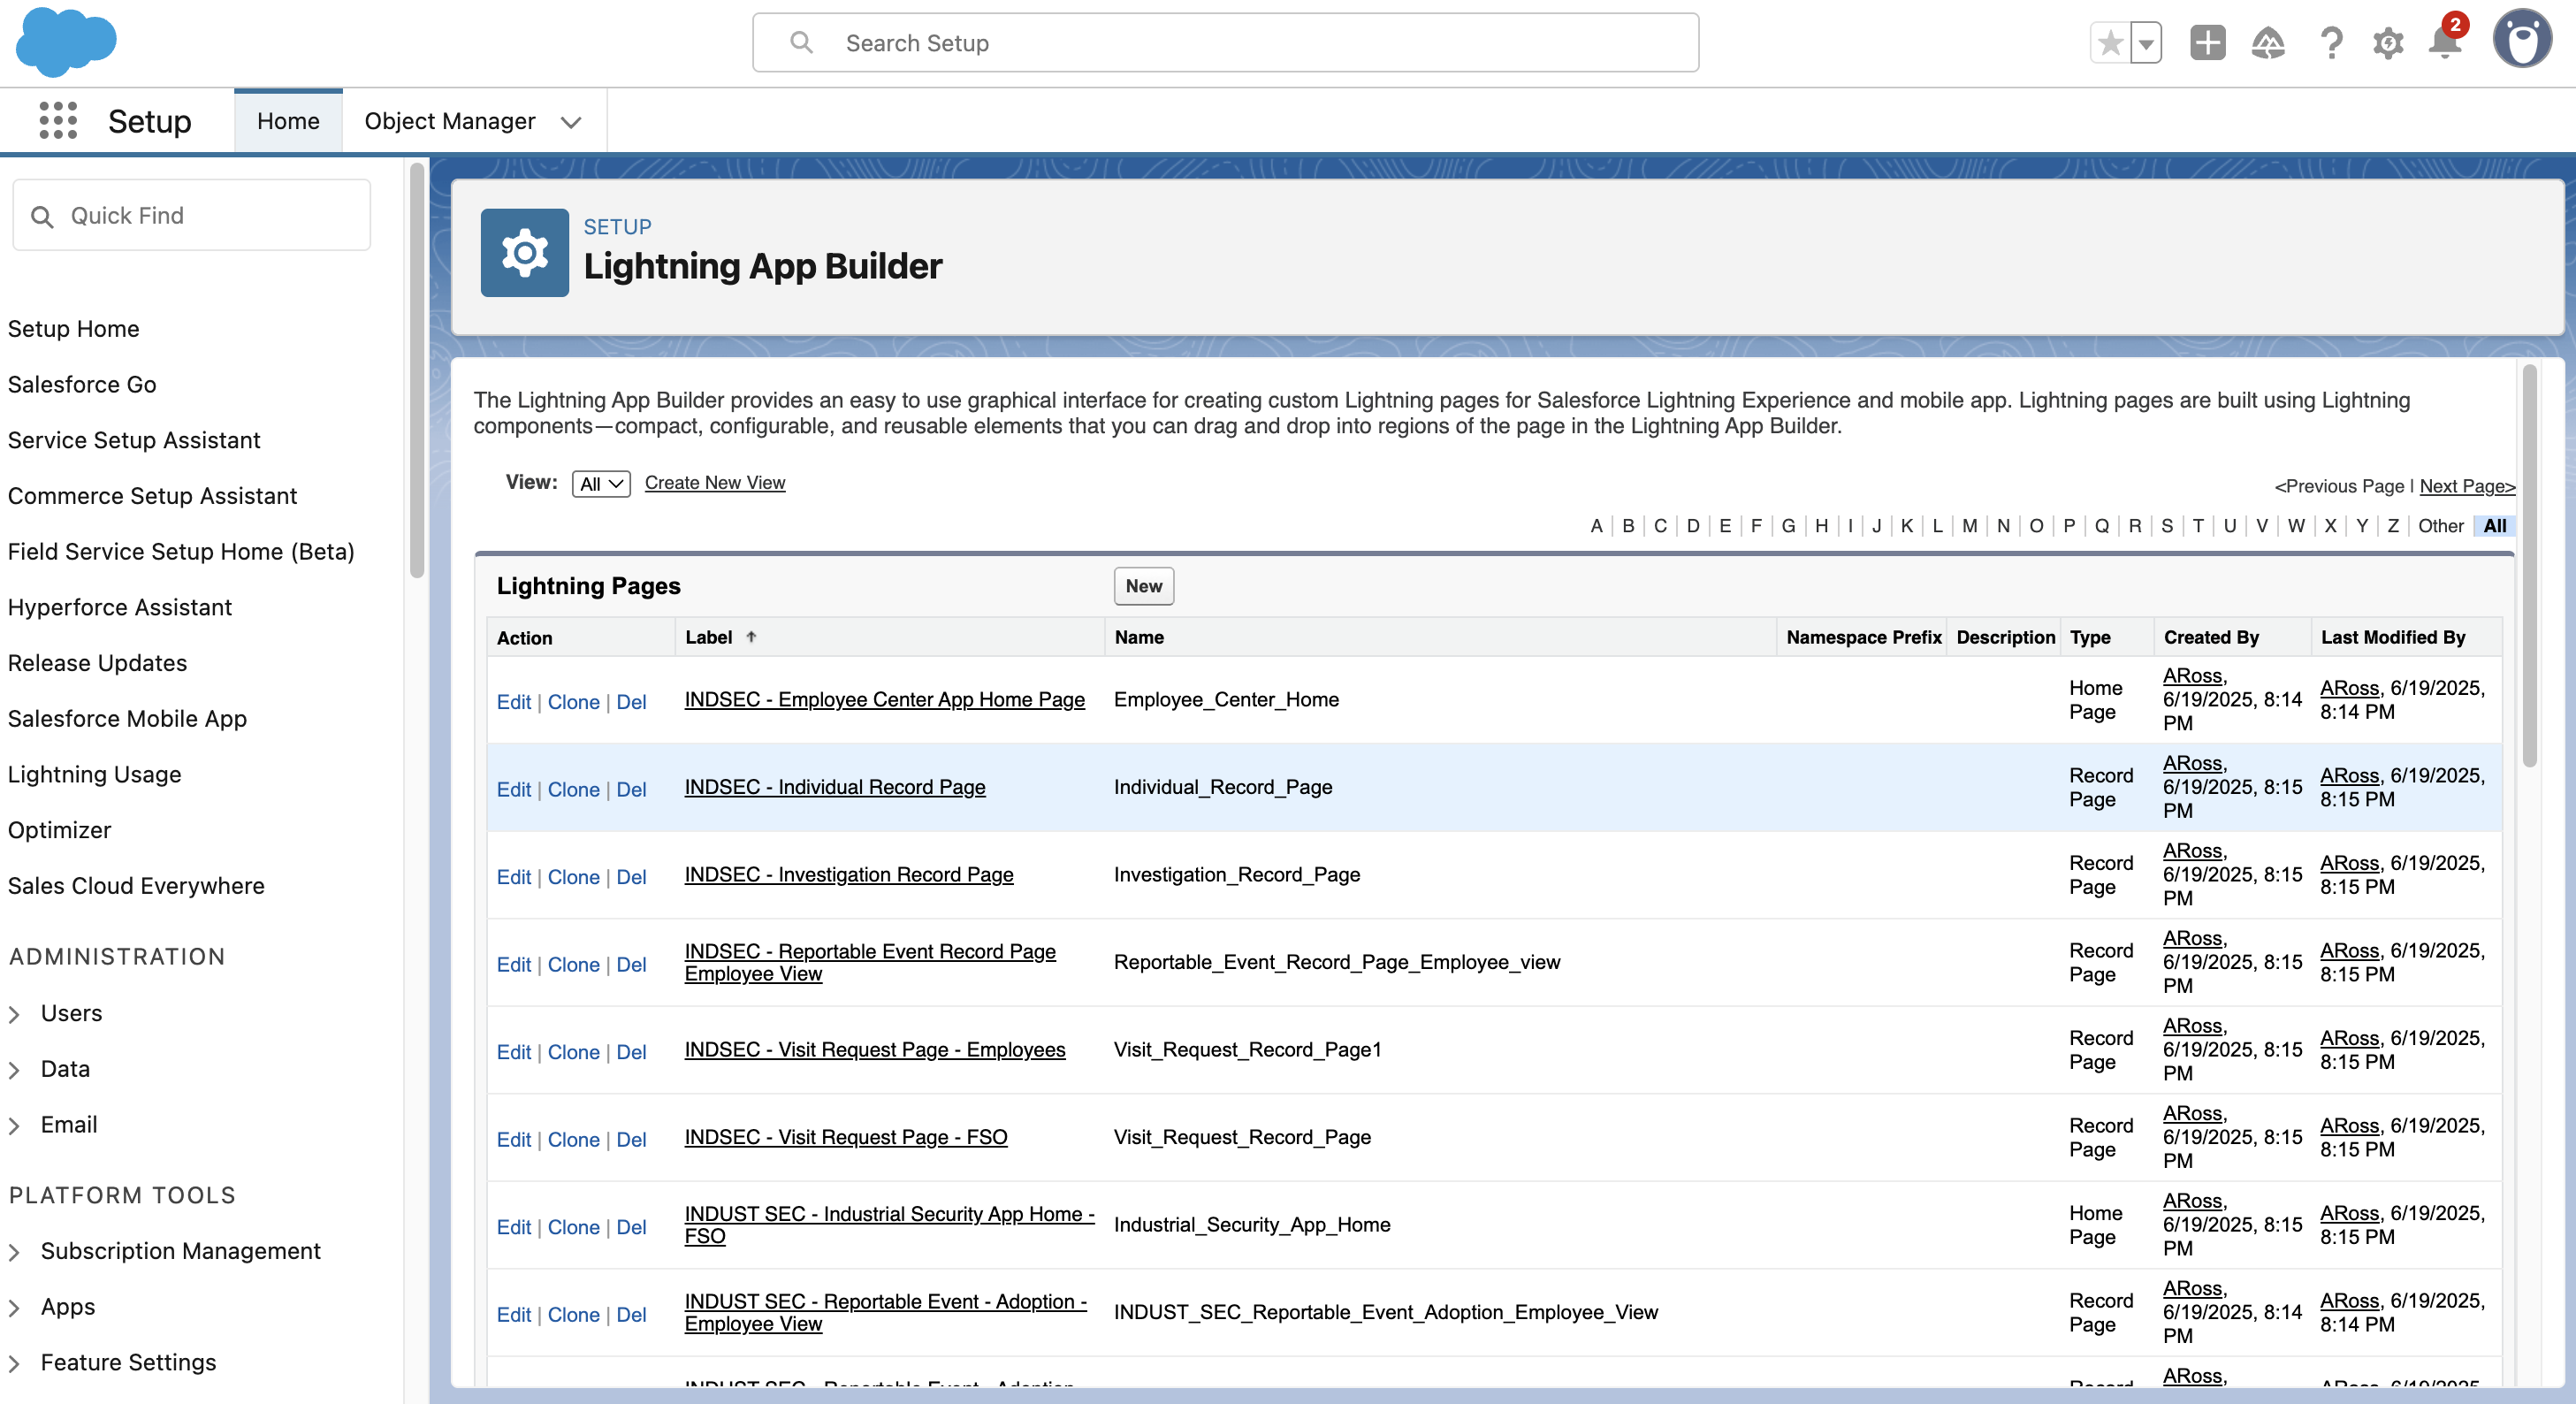 Search Setup
2
Setup
Home
Object Manager
Quick Find
Setup Home
Salesforce Go
Service Setup Assistant
Commerce Setup Assistant
Field Service Setup Home (Beta)
Hyperforce Assistant
Release Updates
Salesforce Mobile App
Lightning Usage
Optimizer
Sales Cloud Everywhere
ADMINISTRATION
Users
Data
Email
PLATFORM TOOLS
Subscription Management
Apps
Feature Settings
SETUP
Lightning App Builder
The Lightning App Builder provides an easy to use graphical interface for creating custom Lightning pages for Salesforce Lightning Experience and mobile app. Lightning pages are built using Lightning
components—compact, configurable, and reusable elements that you can drag and drop into regions of the page in the Lightning App Builder.
View: All Create New View
<Previous Page | Next Page>
A | B | C | D | E | F | G | H | I | J | K | L | M | N | O | P | Q | R | S | T | U | V | W | X | Y | Z | Other | All
Lightning Pages
New
Action Label Name Namespace Prefix Description Type Created By Last Modified By
Edit | Clone | Del INDSEC - Employee Center App Home Page Employee_Center_Home
Home
Page
ARoss,
6/19/2025, 8:14
PM
ARoss, 6/19/2025,
8:14 PM
Edit | Clone | Del INDSEC - Individual Record Page Individual_Record_Page
Record
Page
ARoss,
6/19/2025, 8:15
PM
ARoss, 6/19/2025,
8:15 PM
Edit | Clone | Del INDSEC - Investigation Record Page Investigation_Record_Page
Record
Page
ARoss,
6/19/2025, 8:15
PM
ARoss, 6/19/2025,
8:15 PM
Edit | Clone | Del
INDSEC - Reportable Event Record Page
Employee View
Reportable_Event_Record_Page_Employee_view
Record
Page
ARoss,
6/19/2025, 8:15
PM
ARoss, 6/19/2025,
8:15 PM
Edit | Clone | Del INDSEC - Visit Request Page - Employees Visit_Request_Record_Page1
Record
Page
ARoss,
6/19/2025, 8:15
PM
ARoss, 6/19/2025,
8:15 PM
Edit | Clone | Del INDSEC - Visit Request Page - FSO Visit_Request_Record_Page
Record
Page
ARoss,
6/19/2025, 8:15
PM
ARoss, 6/19/2025,
8:15 PM
Edit | Clone | Del
INDUST SEC - Industrial Security App Home -
FSO
Industrial_Security_App_Home
Home
Page
ARoss,
6/19/2025, 8:15
PM
ARoss, 6/19/2025,
8:15 PM
Edit | Clone | Del
INDUST SEC - Reportable Event - Adoption -
Employee View
INDUST_SEC_Reportable_Event_Adoption_Employee_View
Record
Page
ARoss,
6/19/2025, 8:14
PM
ARoss, 6/19/2025,
8:14 PM
ARoss,